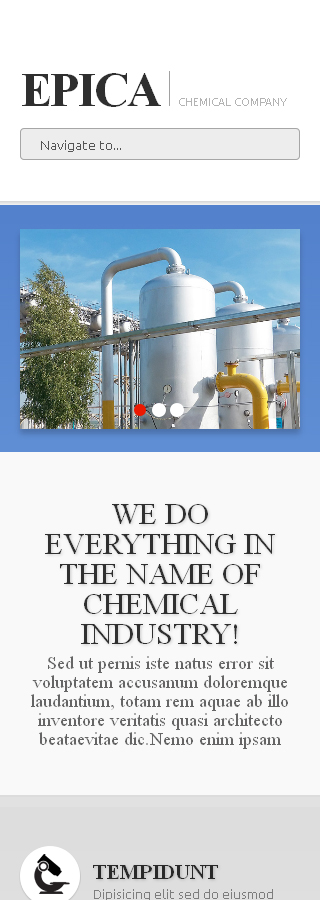 EPICA CHEMICAL COMPANY
Navigate to...
WE DO
EVERYTHING IN
THE NAME OF
CHEMICAL
INDUSTRY!
Sed ut pernis iste natus error sit
voluptatem accusanum doloremque
laudantium, totam rem aquae ab illo
inventore veritatis quasi architecto
beataevitae dic.Nemo enim ipsam
TEMPIDUNT
Dipisicing elit sed do eiusmod